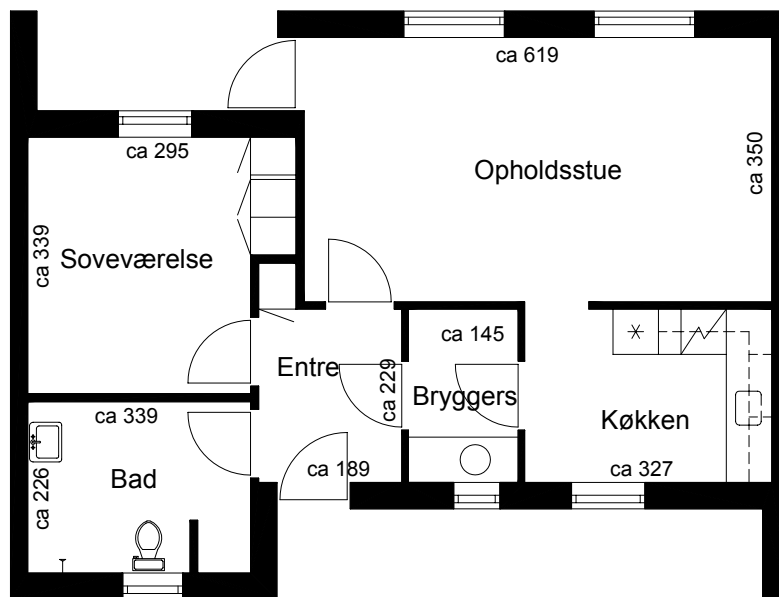 ca 619
ca 295
Opholdsstue
ca 350
ca 339
Soveværelse
ca 145
Entre
ca 229
Bryggers
ca 339
Køkken
ca 226
Bad
ca 189
ca 327